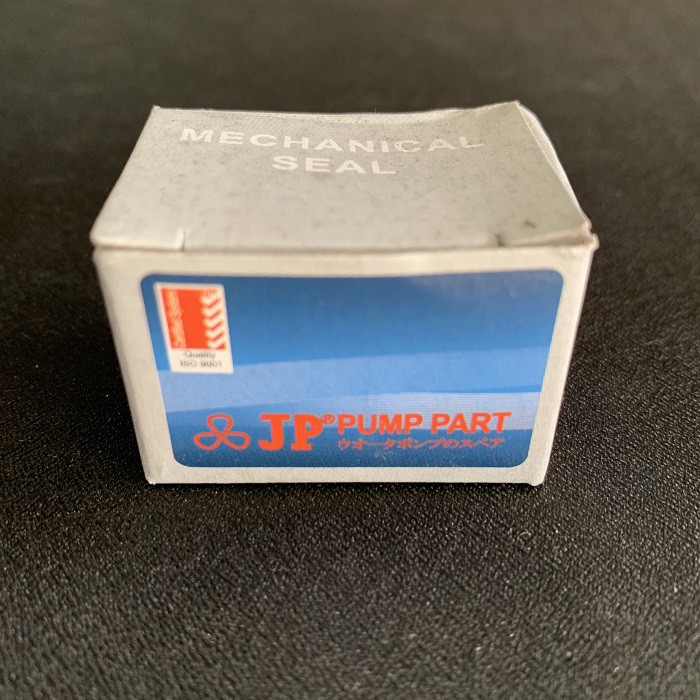 MECHANICAL
SEAL
Quality
ISO 9001
JP® PUMP PART
ウオータポンプのスペア